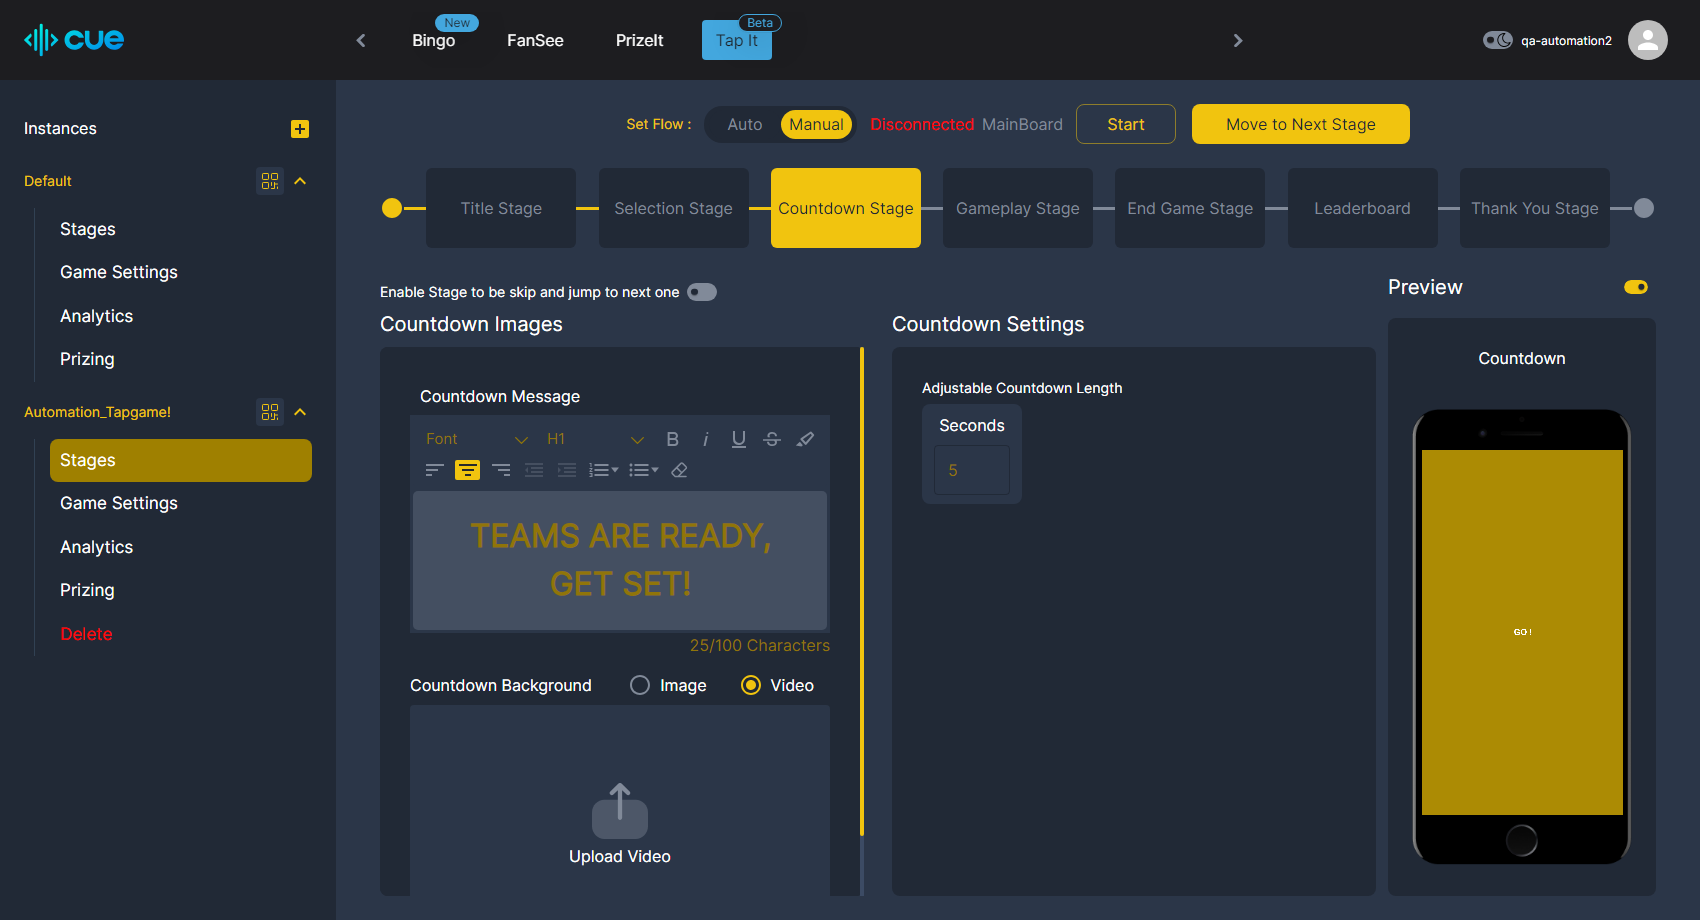 cue
Bingo
New
FanSee
PrizeIt
Tap It
Beta
qa-automation2
Instances
Default
Stages
Game Settings
Analytics
Prizing
Automation_Tapgame!
Stages
Game Settings
Analytics
Prizing
Delete
Set Flow :
Auto
Manual
Disconnected MainBoard
Start
Move to Next Stage
Title Stage
Selection Stage
Countdown Stage
Gameplay Stage
End Game Stage
Leaderboard
Thank You Stage
Enable Stage to be skip and jump to next one
Countdown Images
Countdown Message
Font
H1
B
i
U
S
TEAMS ARE READY,
GET SET!
25/100 Characters
Countdown Background
Image
Video
Upload Video
Countdown Settings
Adjustable Countdown Length
Seconds
5
Preview
Countdown
GO !